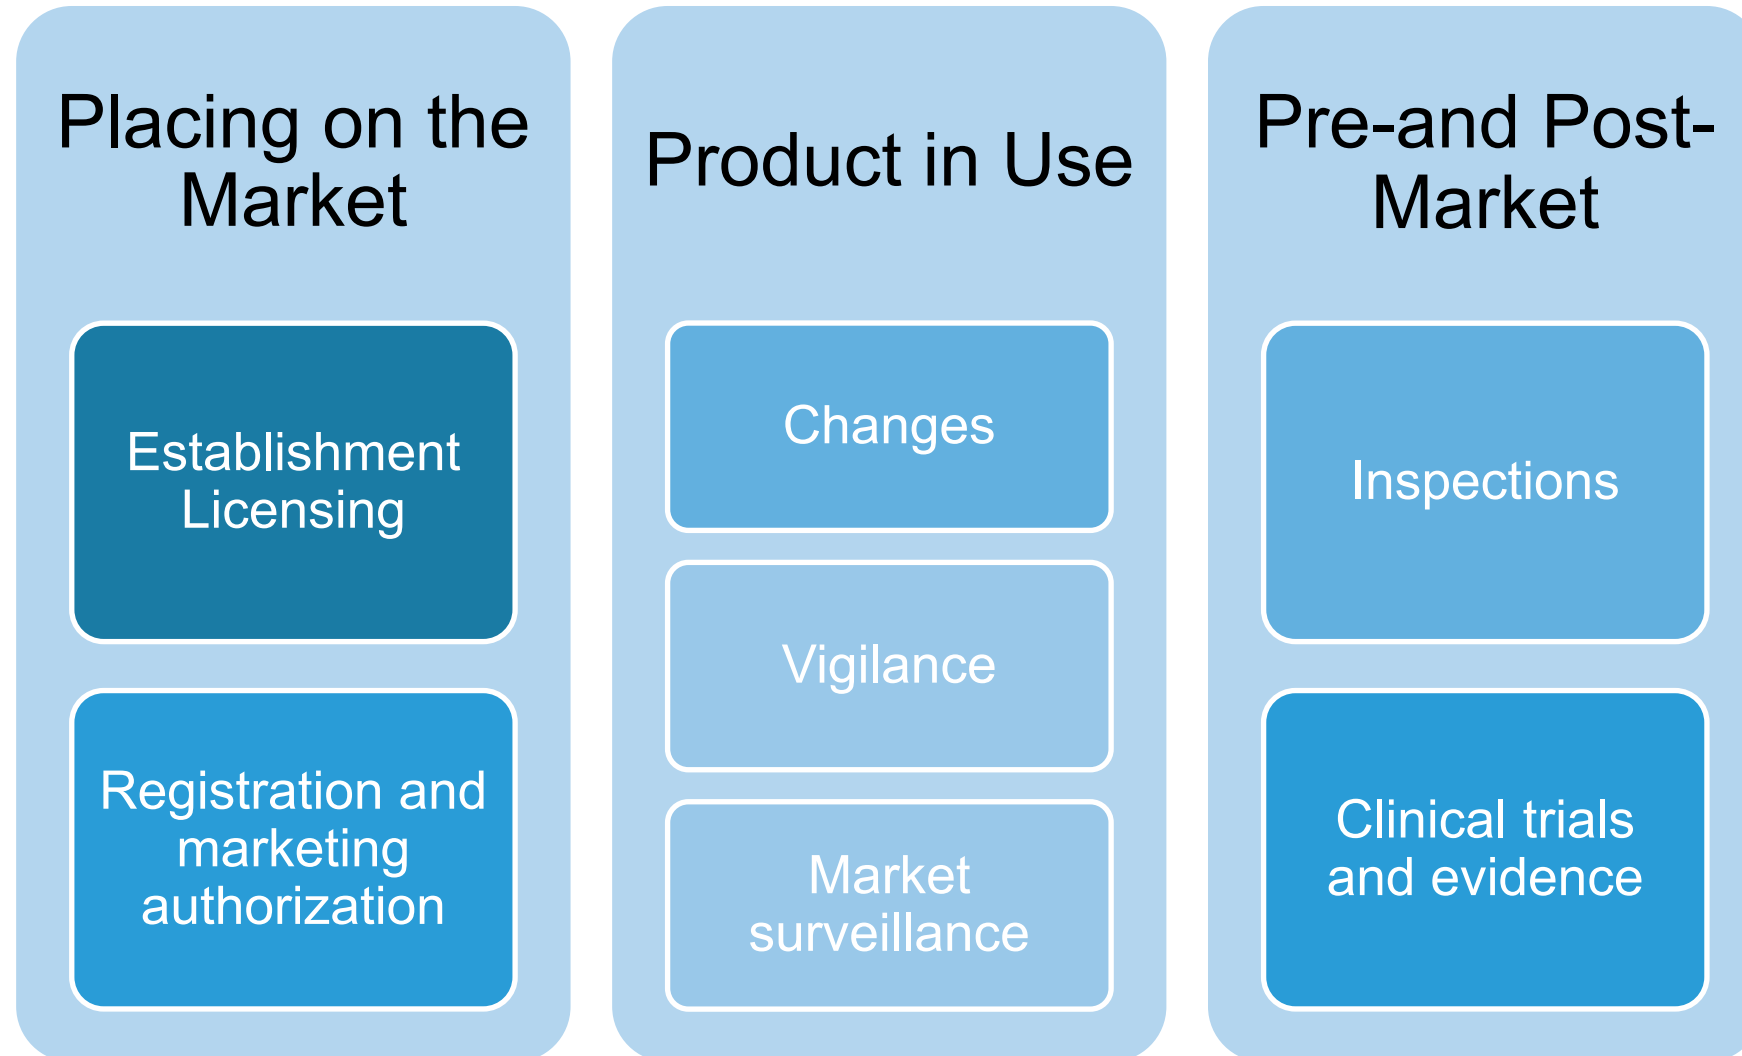 Placing on the
Market
Establishment
Licensing
Registration and
marketing
authorization
Product in Use
Changes
Vigilance
Market
surveillance
Pre-and Post-
Market
Inspections
Clinical trials
and evidence